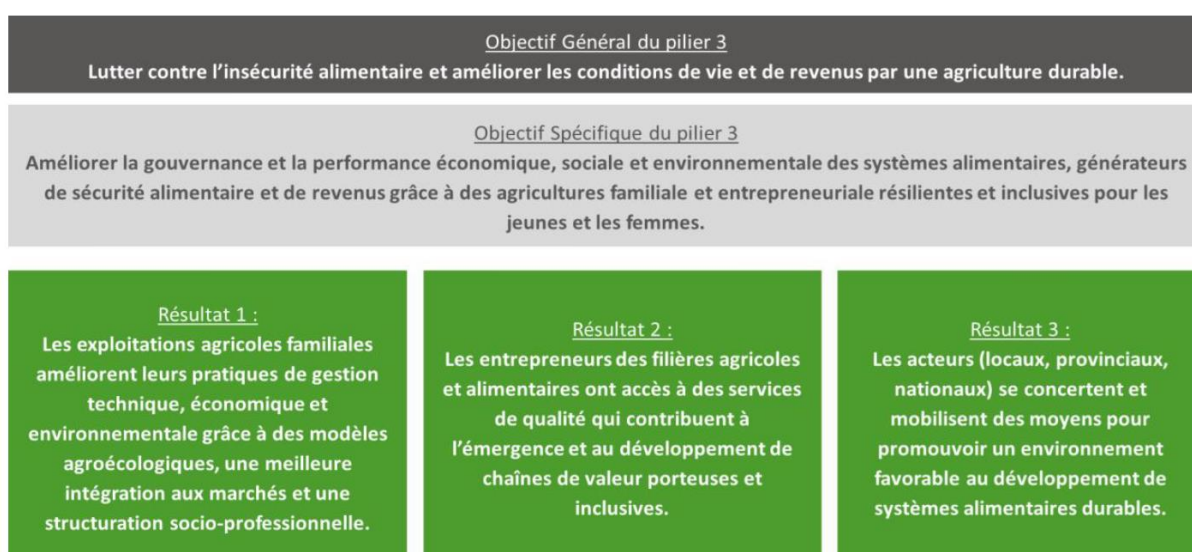 Objectif Général du pilier 3
Lutter contre l’insécurité alimentaire et améliorer les conditions de vie et de revenus par une agriculture durable.
Objectif Spécifique du pilier 3
Améliorer la gouvernance et la performance économique, sociale et environnementale des systèmes alimentaires, générateurs
de sécurité alimentaire et de revenus grâce à des agricultures familiale et entrepreneuriale résilientes et inclusives pour les
jeunes et les femmes.
Résultat 1 :
Les exploitations agricoles familiales
améliorent leurs pratiques de gestion
technique, économique et
environnementale grâce à des modèles
agroécologiques, une meilleure
intégration aux marchés et une
structuration socio-professionnelle.
Résultat 2 :
Les entrepreneurs des filières agricoles
et alimentaires ont accès à des services
de qualité qui contribuent à
l’émergence et au développement de
chaînes de valeur porteuses et
inclusives.
Résultat 3 :
Les acteurs (locaux, provinciaux,
nationaux) se concertent et
mobilisent des moyens pour
promouvoir un environnement
favorable au développement de
systèmes alimentaires durables.